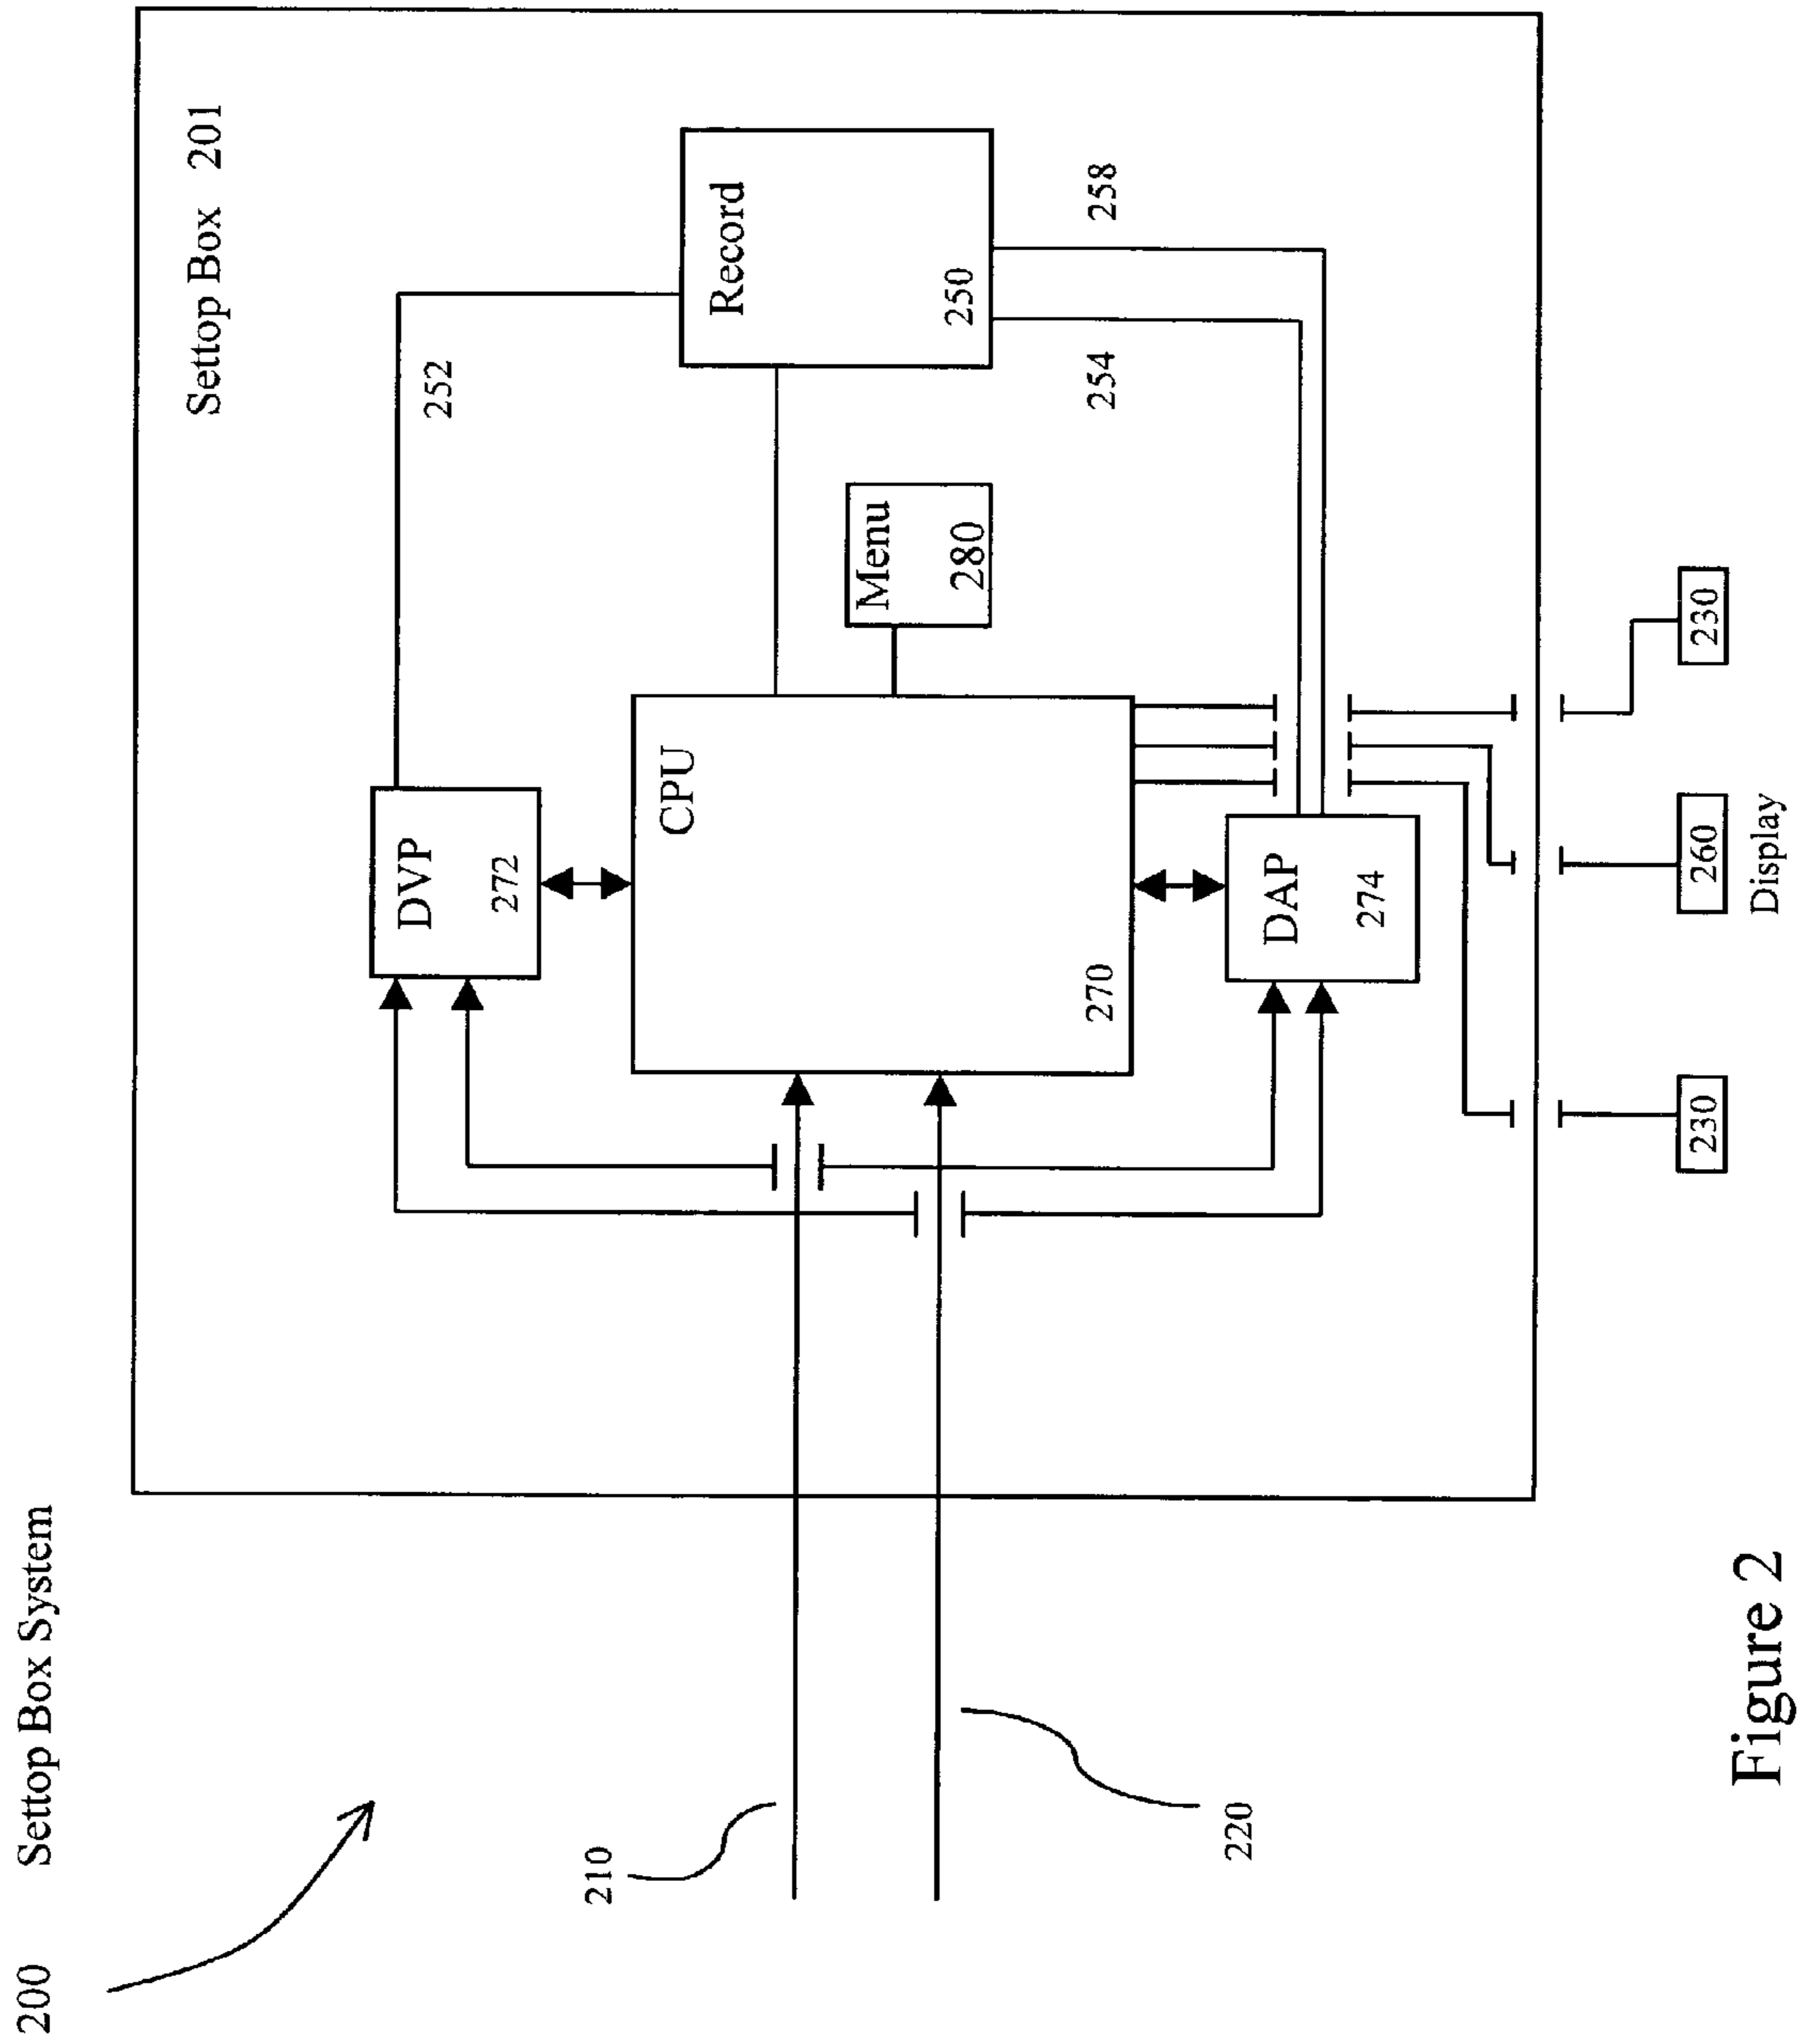 200 Settop Box System
Settop Box 201
DVP
272
252
Record
250
CPU
270
Menu
280
254
258
DAP
274
210
220
230
260
230
Display
Figure 2